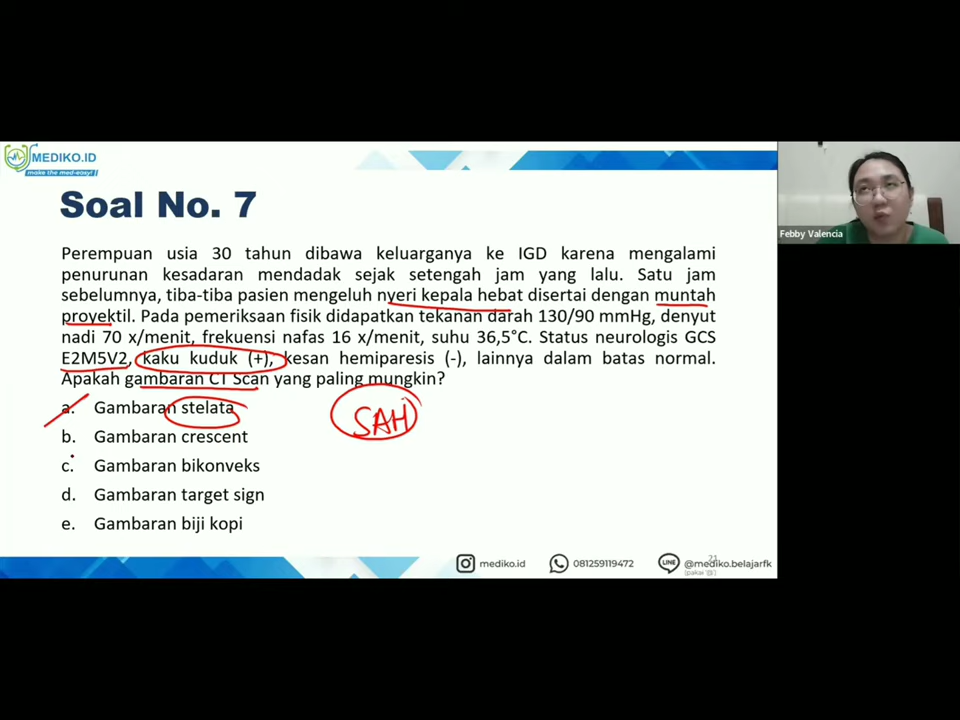 MEDIKO.ID
make the med-easy!
Soal No. 7
Perempuan usia 30 tahun dibawa keluarganya ke IGD karena mengalami
penurunan kesadaran mendadak sejak setengah jam yang lalu. Satu jam
sebelumnya, tiba-tiba pasien mengeluh nyeri kepala hebat disertai dengan muntah
proyektil. Pada pemeriksaan fisik didapatkan tekanan darah 130/90 mmHg, denyut
nadi 70 x/menit, frekuensi nafas 16 x/menit, suhu 36,5°C. Status neurologis GCS
E2M5V2, kaku kuduk (+), kesan hemiparesis (-), lainnya dalam batas normal.
Apakah gambaran CT Scan yang paling mungkin?
a. Gambaran stelata
SAH
b. Gambaran crescent
c. Gambaran bikonveks
d. Gambaran target sign
e. Gambaran biji kopi
mediko.id
081259119472
@mediko.belajarfk
21
Febby Valencia